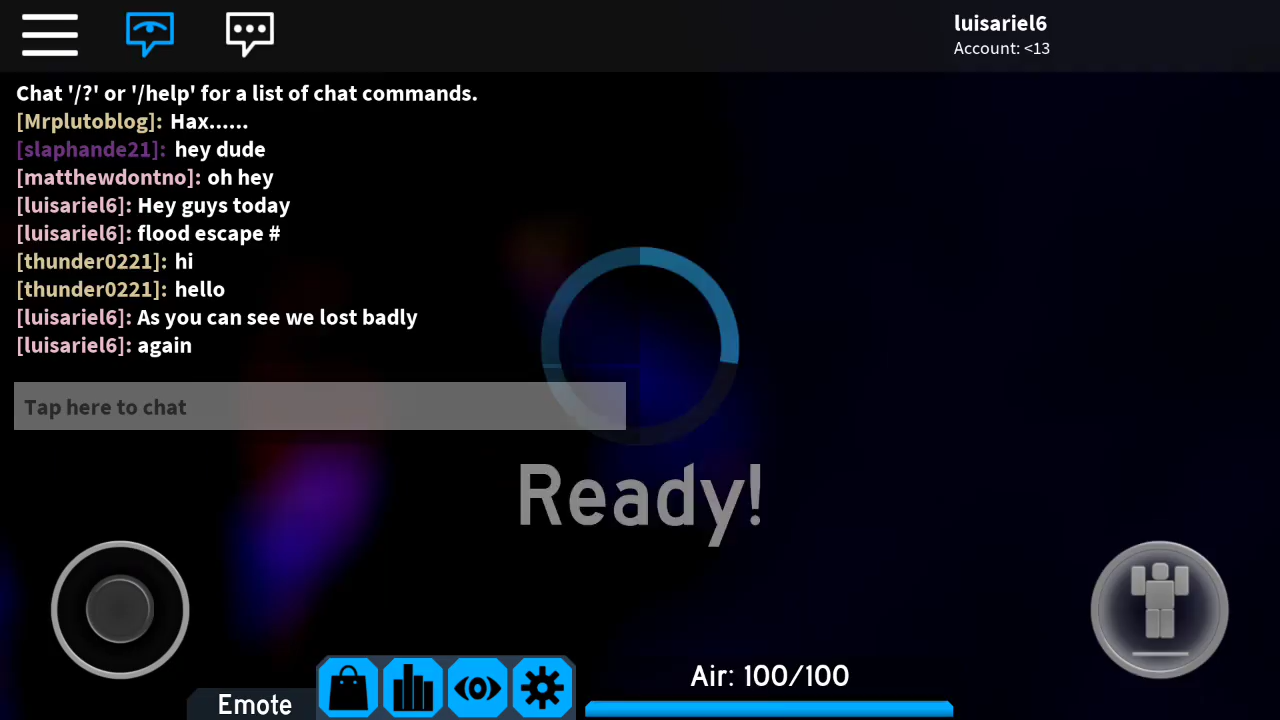 luisariel6
Account: <13
Chat '/?' or '/help' for a list of chat commands.
[Mrplutoblog]: Hax......
[slaphande21]: hey dude
[matthewdontno]: oh hey
[luisariel6]: Hey guys today
[luisariel6]: flood escape #
[thunder0221]: hi
[thunder0221]: hello
[luisariel6]: As you can see we lost badly
[luisariel6]: again
Tap here to chat
Ready!
Air: 100/100
Emote